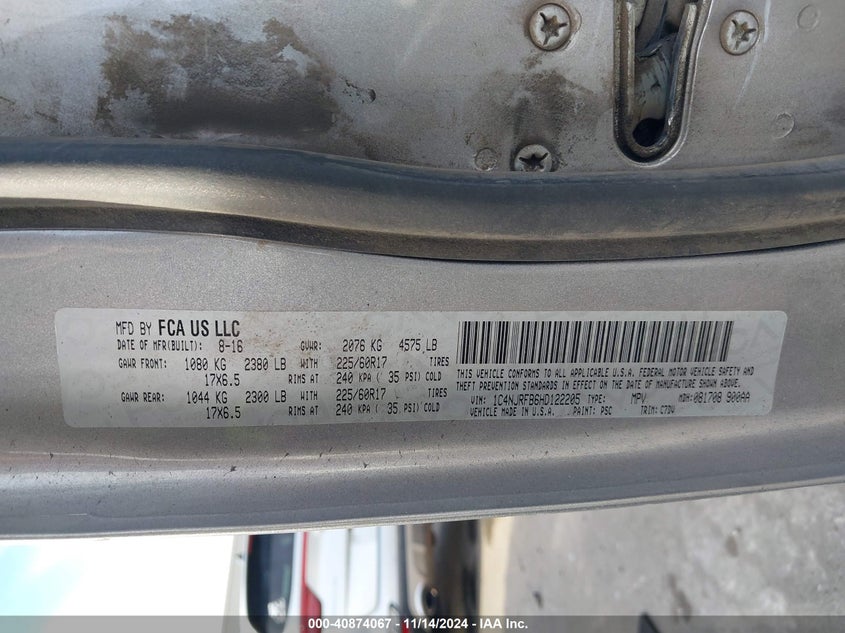 MFD BY FCA US LLC
DATE OF MFR(BUILT): 8-16 GVWR: 2076 KG 4575 LB
GAWR FRONT: 1080 KG 2380 LB WITH 225/60R17 TIRES
17X6.5 RIMS AT 240 KPA ( 35 PSI) COLD
GAWR REAR: 1044 KG 2300 LB WITH 225/60R17 TIRES
17X6.5 RIMS AT 240 KPA ( 35 PSI) COLD
THIS VEHICLE CONFORMS TO ALL APPLICABLE U.S.A. FEDERAL MOTOR VEHICLE SAFETY AND
THEFT PREVENTION STANDARDS IN EFFECT ON THE DATE OF MANUFACTURE SHOWN ABOVE.
VIN: 1C4NJRFB6HD122205 TYPE: MPV MDH: 081708 900AA
VEHICLE MADE IN U.S.A. PAINT: PSC TRIM: C7DV
000-40874067 - 11/14/2024 - IAA Inc.